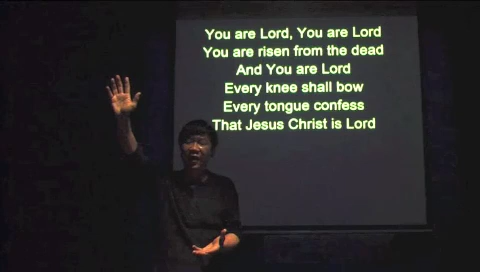 You are Lord, You are Lord
You are risen from the dead
And You are Lord
Every knee shall bow
Every tongue confess
That Jesus Christ is Lord